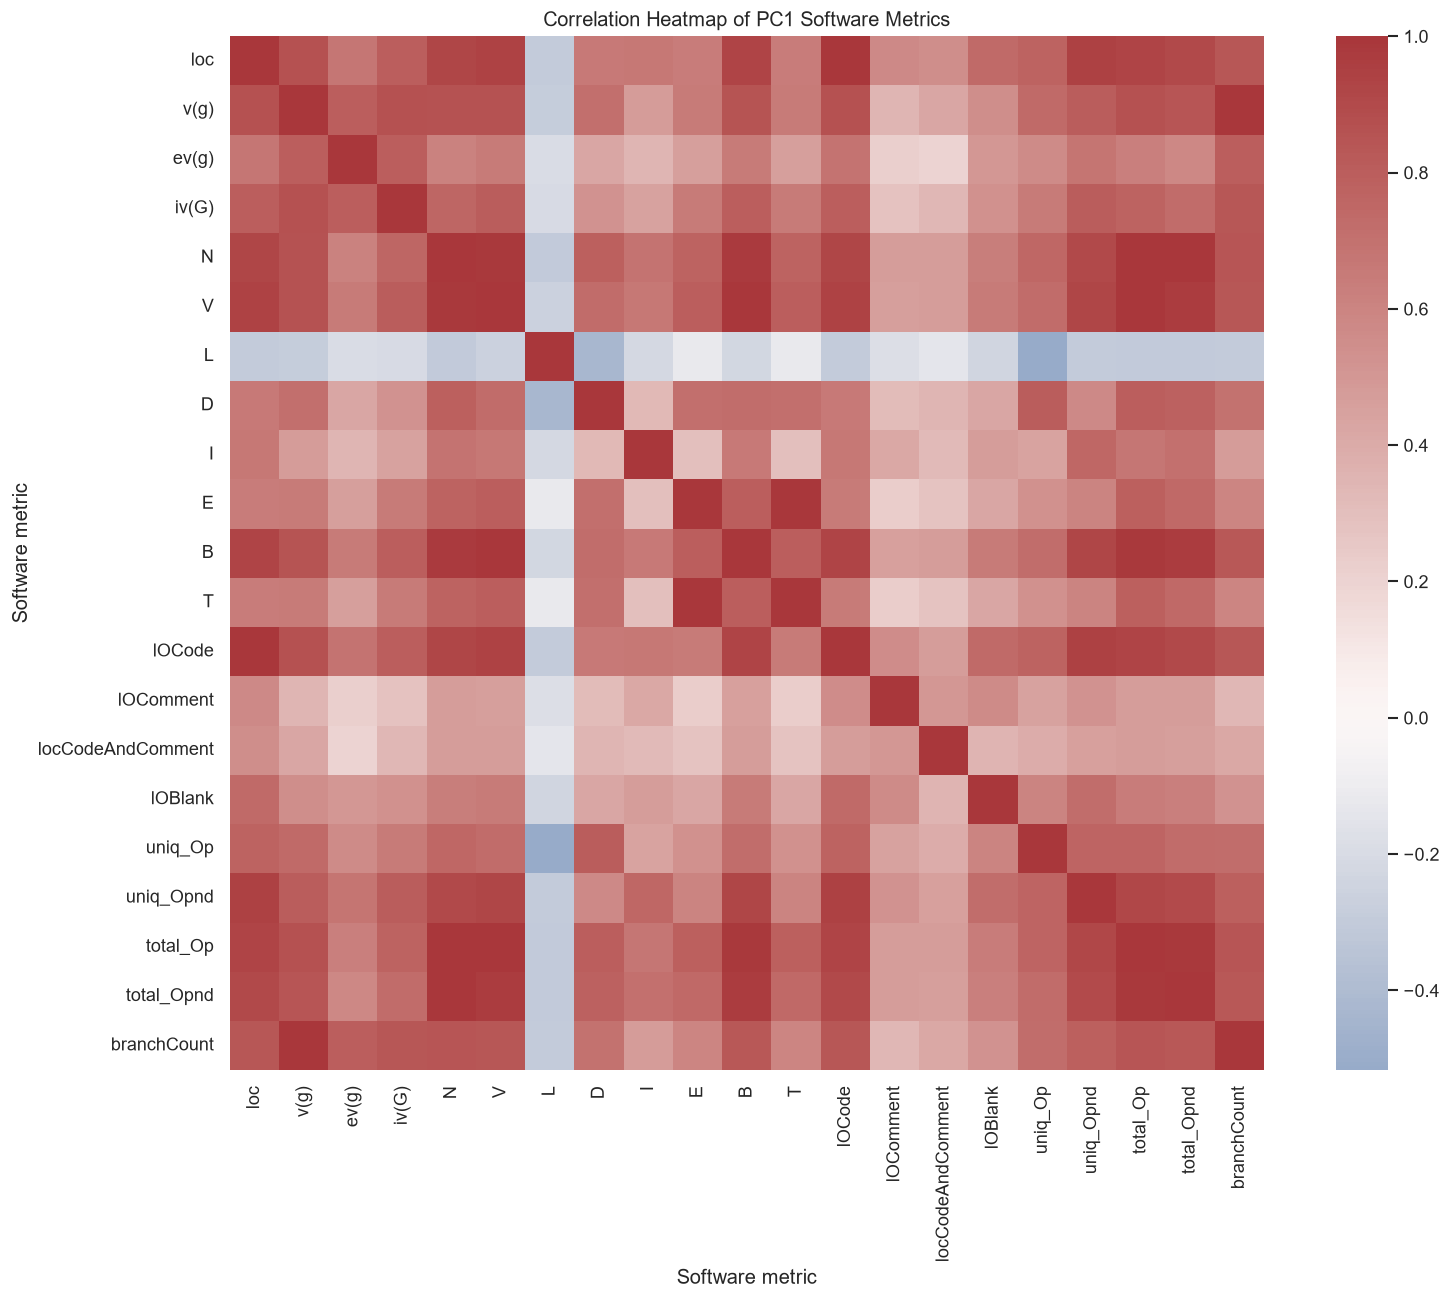 Correlation Heatmap of PC1 Software Metrics
Software metric
loc
v(g)
ev(g)
iv(G)
N
V
L
D
I
E
B
T
lOCode
lOComment
locCodeAndComment
lOBlank
uniq_Op
uniq_Opnd
total_Op
total_Opnd
branchCount
loc
v(g)
ev(g)
iv(G)
N
V
L
D
I
E
B
T
lOCode
lOComment
locCodeAndComment
lOBlank
uniq_Op
uniq_Opnd
total_Op
total_Opnd
branchCount
Software metric
1.0
0.8
0.6
0.4
0.2
0.0
−0.2
−0.4